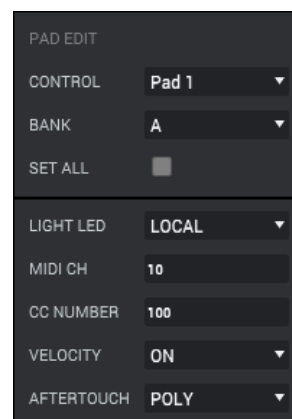 PAD EDIT
CONTROL Pad 1
BANK A
SET ALL
LIGHT LED LOCAL
MIDI CH 10
CC NUMBER 100
VELOCITY ON
AFTERTOUCH POLY